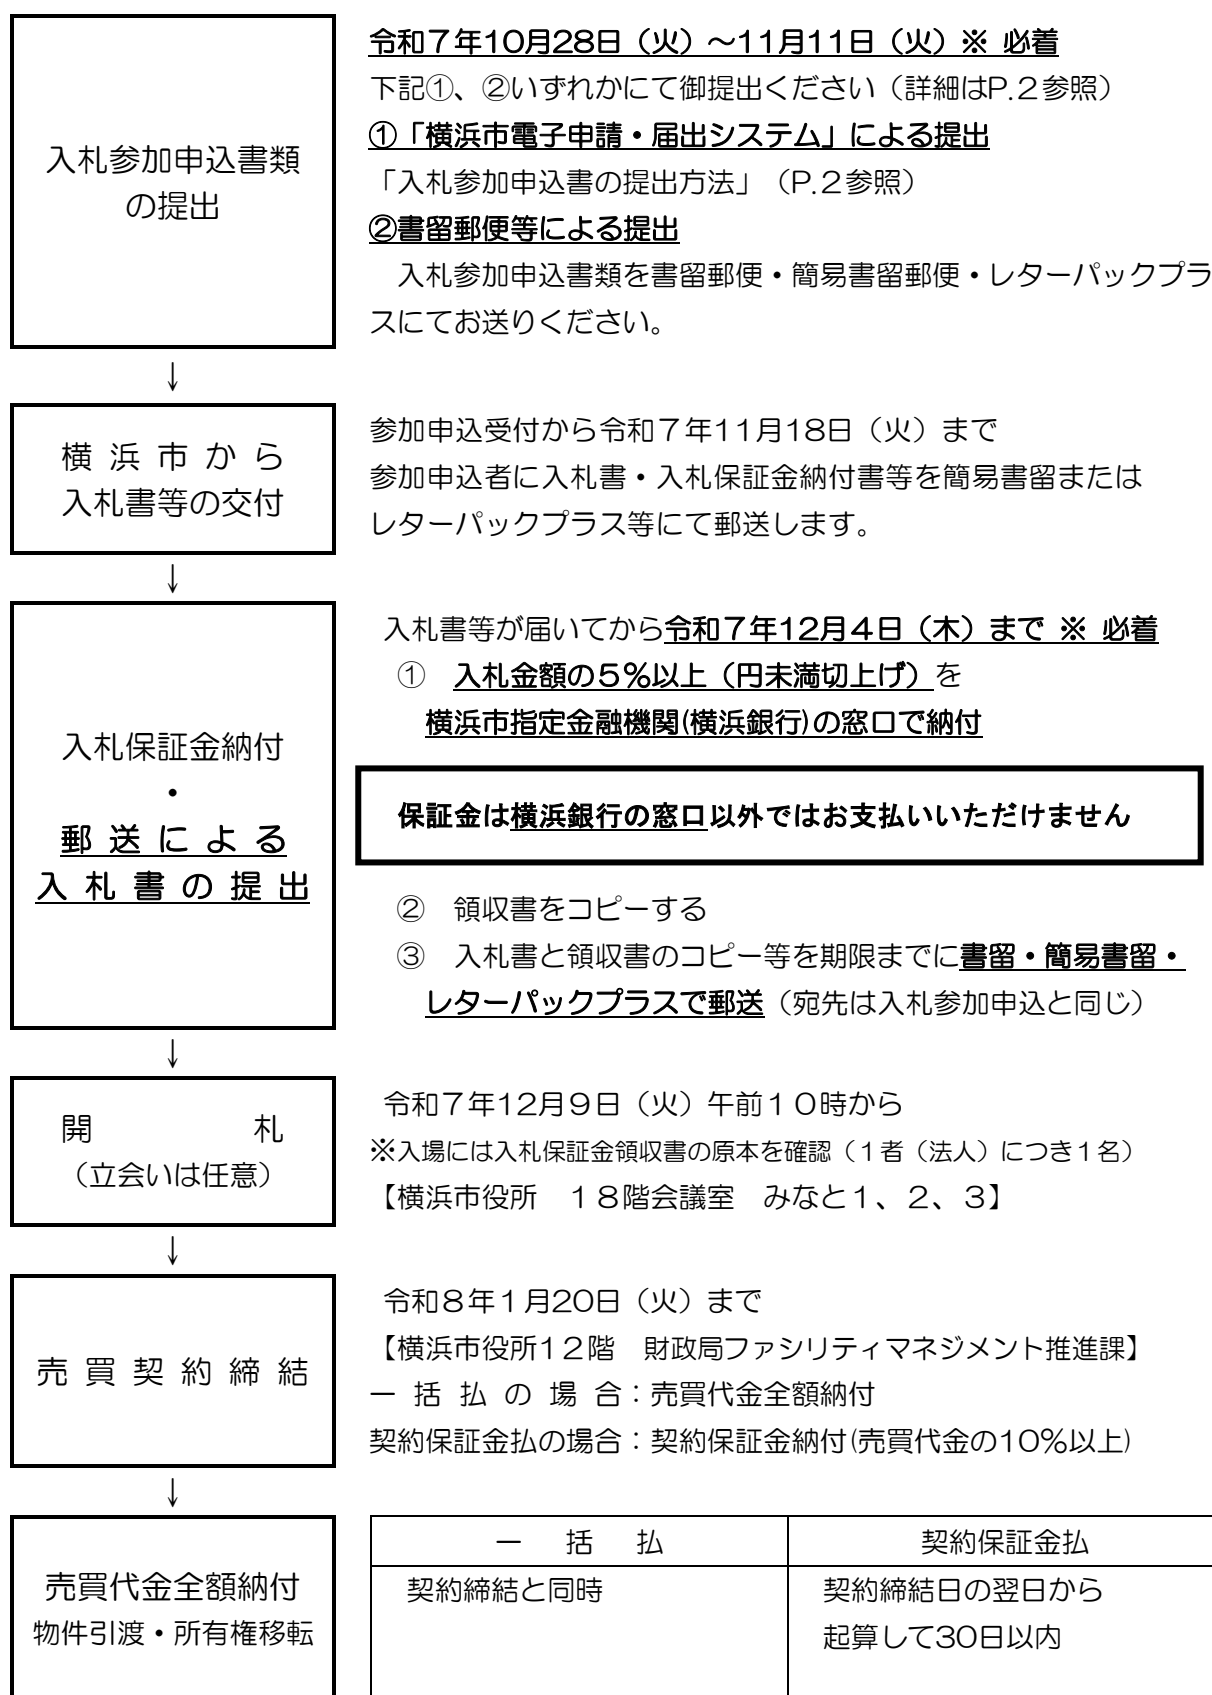 入札参加申込書類
の提出
令和７年10月28日（火）～11月11日（火）※ 必着
下記①、②いずれかにて御提出ください（詳細はP.２参照）
①「横浜市電子申請・届出システム」による提出
「入札参加申込書の提出方法」（P.２参照）
②書留郵便等による提出
入札参加申込書類を書留郵便・簡易書留郵便・レターパックプラ
スにてお送りください。
↓
横 浜 市 か ら
入札書等の交付
参加申込受付から令和７年11月18日（火）まで
参加申込者に入札書・入札保証金納付書等を簡易書留または
レターパックプラス等にて郵送します。
↓
入札保証金納付
・
郵 送 に よ る
入 札 書 の 提 出
入札書等が届いてから令和７年12月４日（木）まで ※ 必着
①　入札金額の５％以上（円未満切上げ）を
横浜市指定金融機関(横浜銀行)の窓口で納付
保証金は横浜銀行の窓口以外ではお支払いいただけません
②　領収書をコピーする
③　入札書と領収書のコピー等を期限までに書留・簡易書留・
レターパックプラスで郵送（宛先は入札参加申込と同じ）
↓
開　　　　　札
（立会いは任意）
令和７年12月９日（火）午前１０時から
※入場には入札保証金領収書の原本を確認（１者（法人）につき１名）
【横浜市役所　１８階会議室　みなと１、２、３】
↓
売 買 契 約 締 結
令和８年１月20日（火）まで
【横浜市役所１２階　財政局ファシリティマネジメント推進課】
一 括 払 の 場 合：売買代金全額納付
契約保証金払の場合：契約保証金納付(売買代金の10％以上)
↓
売買代金全額納付
物件引渡・所有権移転
一　括　払
契約保証金払
契約締結と同時
契約締結日の翌日から
起算して30日以内